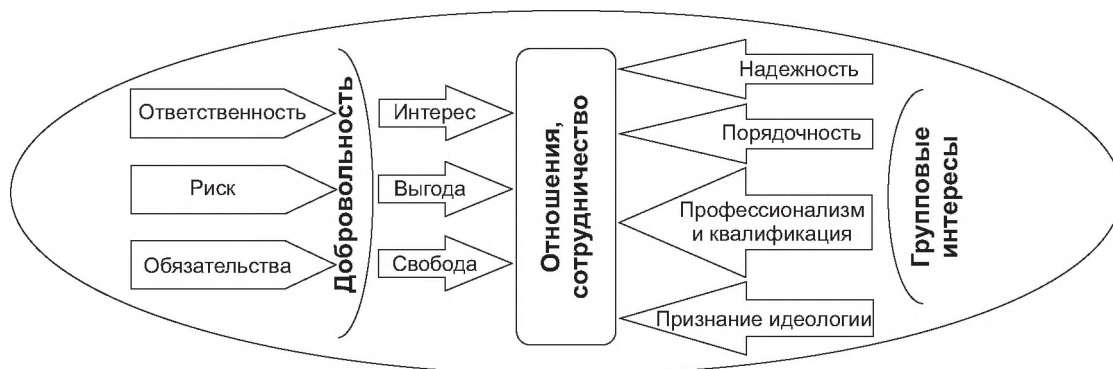 Ответственность
Риск
Обязательства
Добровольность
Интерес
Выгода
Свобода
Отношения,
сотрудничество
Надежность
Порядочность
Профессионализм
и квалификация
Признание идеологии
Групповые
интересы